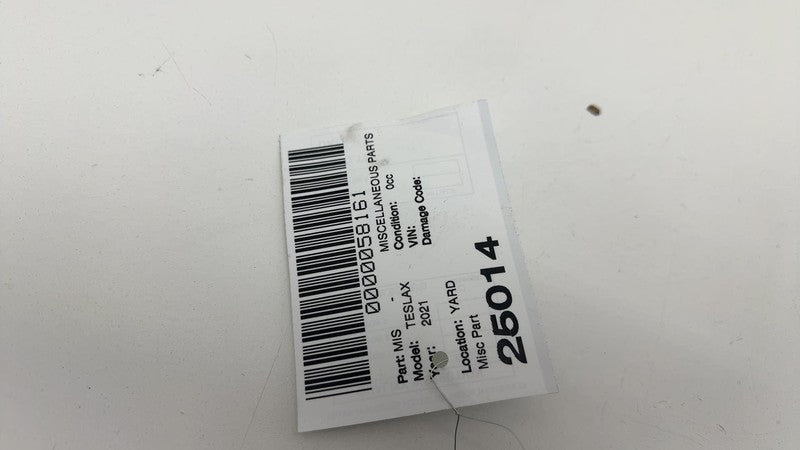 0000058161
Part: MIS - MISCELLANEOUS PARTS
Model: TESLAX Condition: 0cc
Year: 2021 VIN:
Damage Code:
Location: YARD
Misc Part
25014